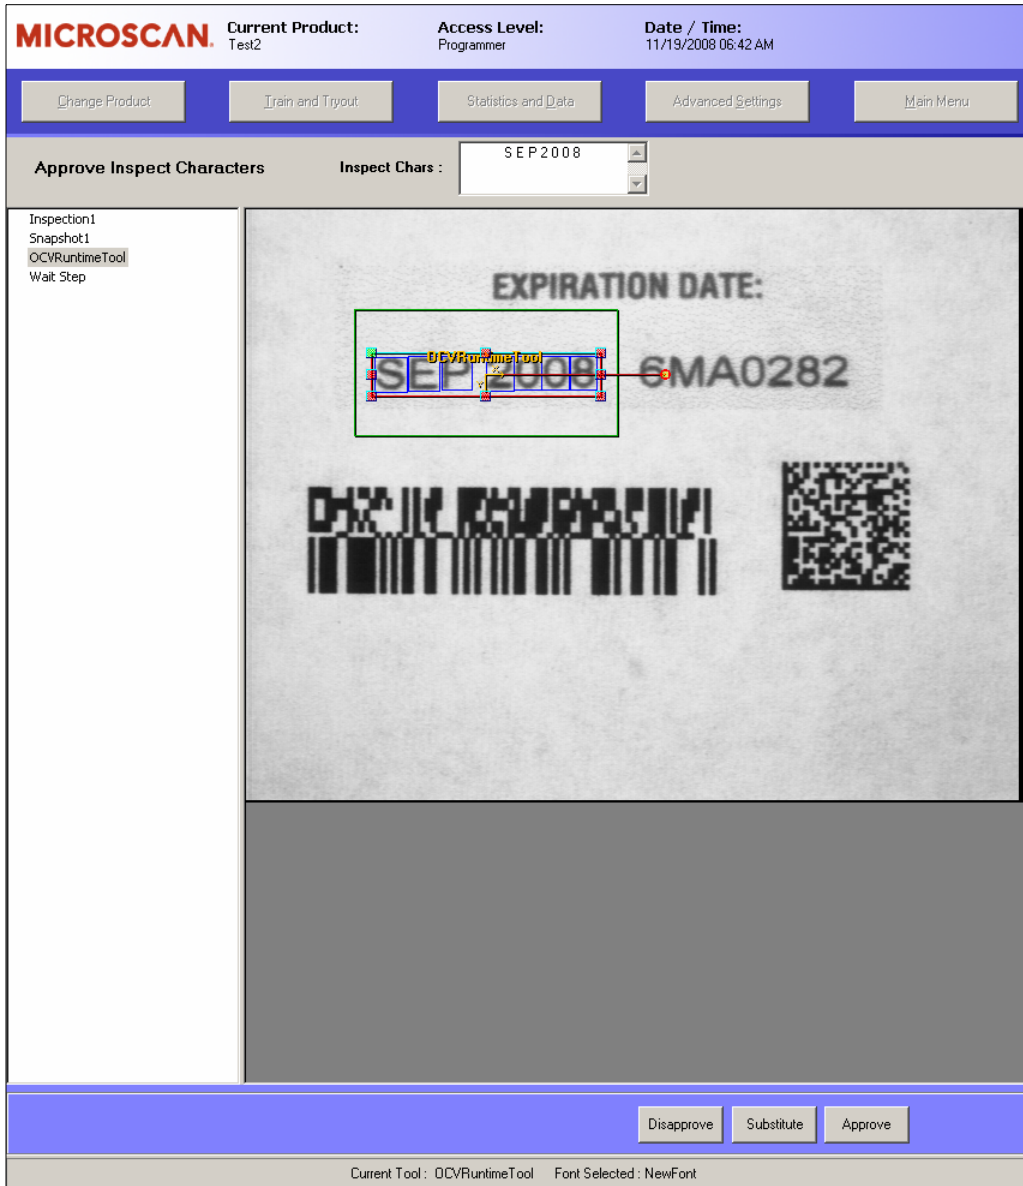 MICROSCAN.
Current Product:
Test2
Access Level:
Programmer
Date / Time:
11/19/2008 06:42 AM
Change Product
Train and Tryout
Statistics and Data
Advanced Settings
Main Menu
Approve Inspect Characters
Inspect Chars :
SEP2008
Inspection1
Snapshot1
OCVRuntimeTool
Wait Step
EXPIRATION DATE:
OCVRuntimeTool
SEP 2008 6MA0282
Disapprove
Substitute
Approve
Current Tool : OCVRuntimeTool Font Selected : NewFont